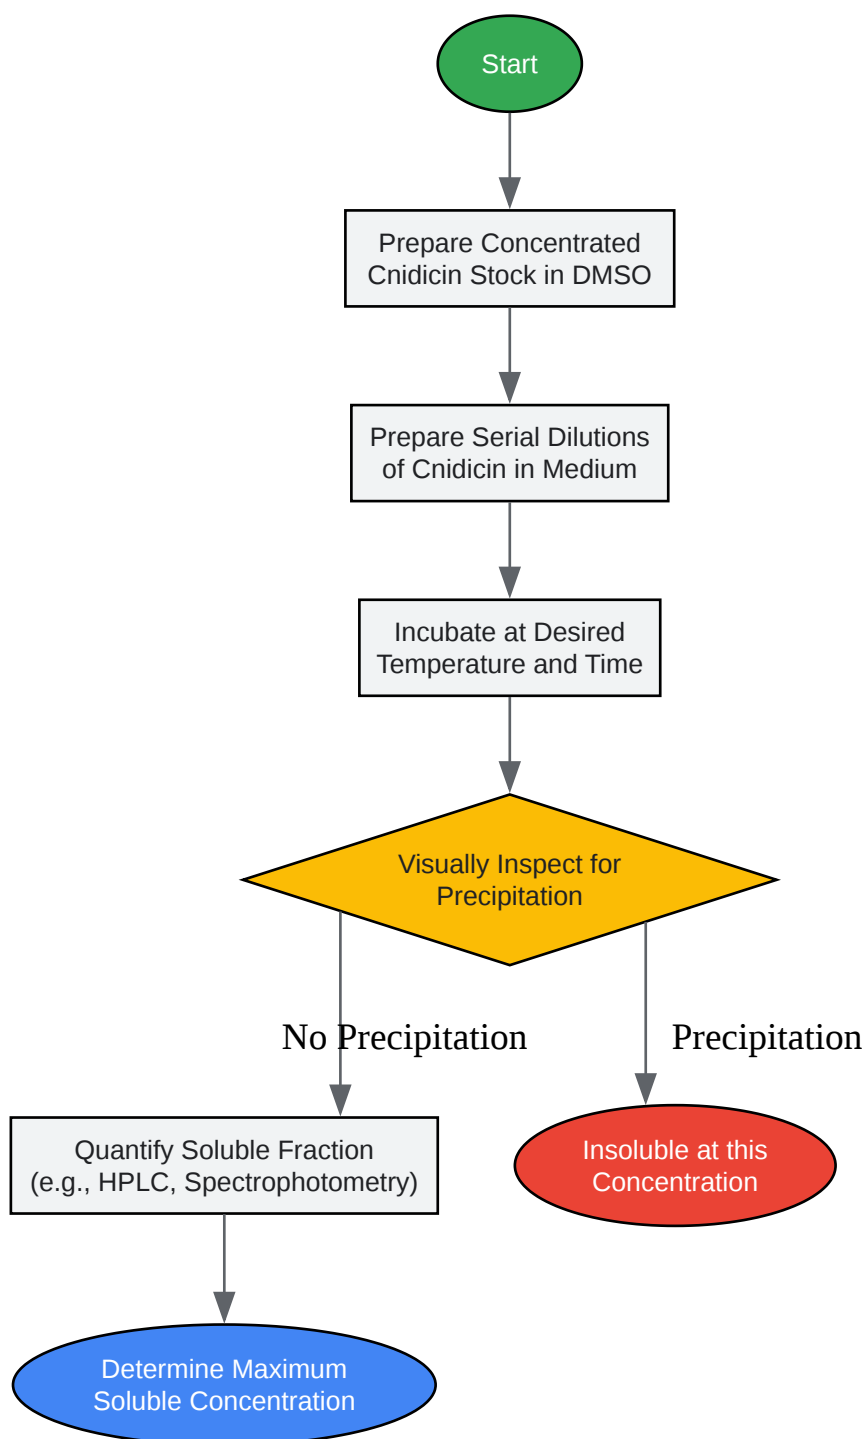 Start
Prepare Concentrated
Cnidicin Stock in DMSO
Prepare Serial Dilutions
of Cnidicin in Medium
Incubate at Desired
Temperature and Time
Visually Inspect for
Precipitation
No Precipitation
Precipitation
Quantify Soluble Fraction
(e.g., HPLC, Spectrophotometry)
Insoluble at this
Concentration
Determine Maximum
Soluble Concentration